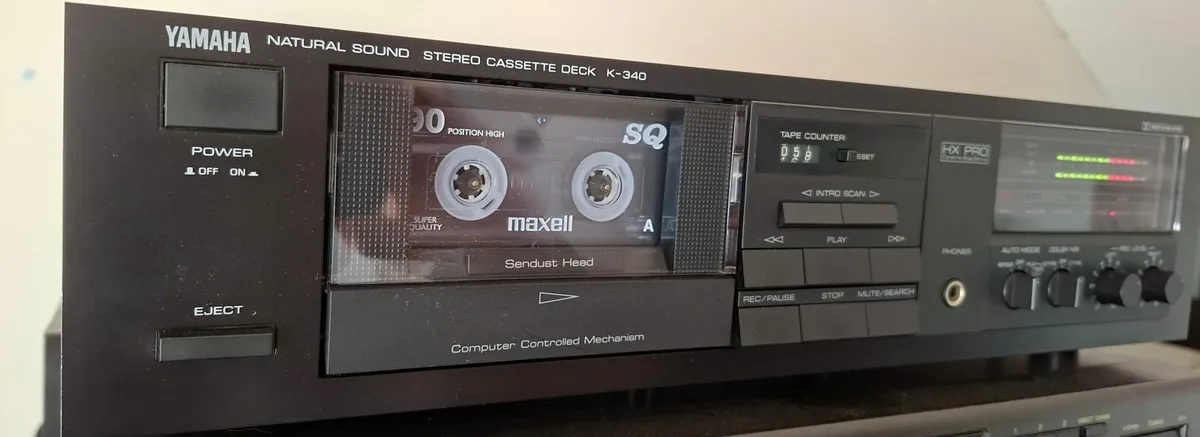 YAMAHA NATURAL SOUND STEREO CASSETTE DECK K-340
POWER
OFF ON
EJECT
90 POSITION HIGH SQ
SUPER
QUALITY
maxell A
Sendust Head
Computer Controlled Mechanism
TAPE COUNTER
INTRO SCAN
PLAY
REC/PAUSE STOP MUTE/SEARCH
HX PRO
PHONES
AUTO MODE DOLBY NR REC LEVEL